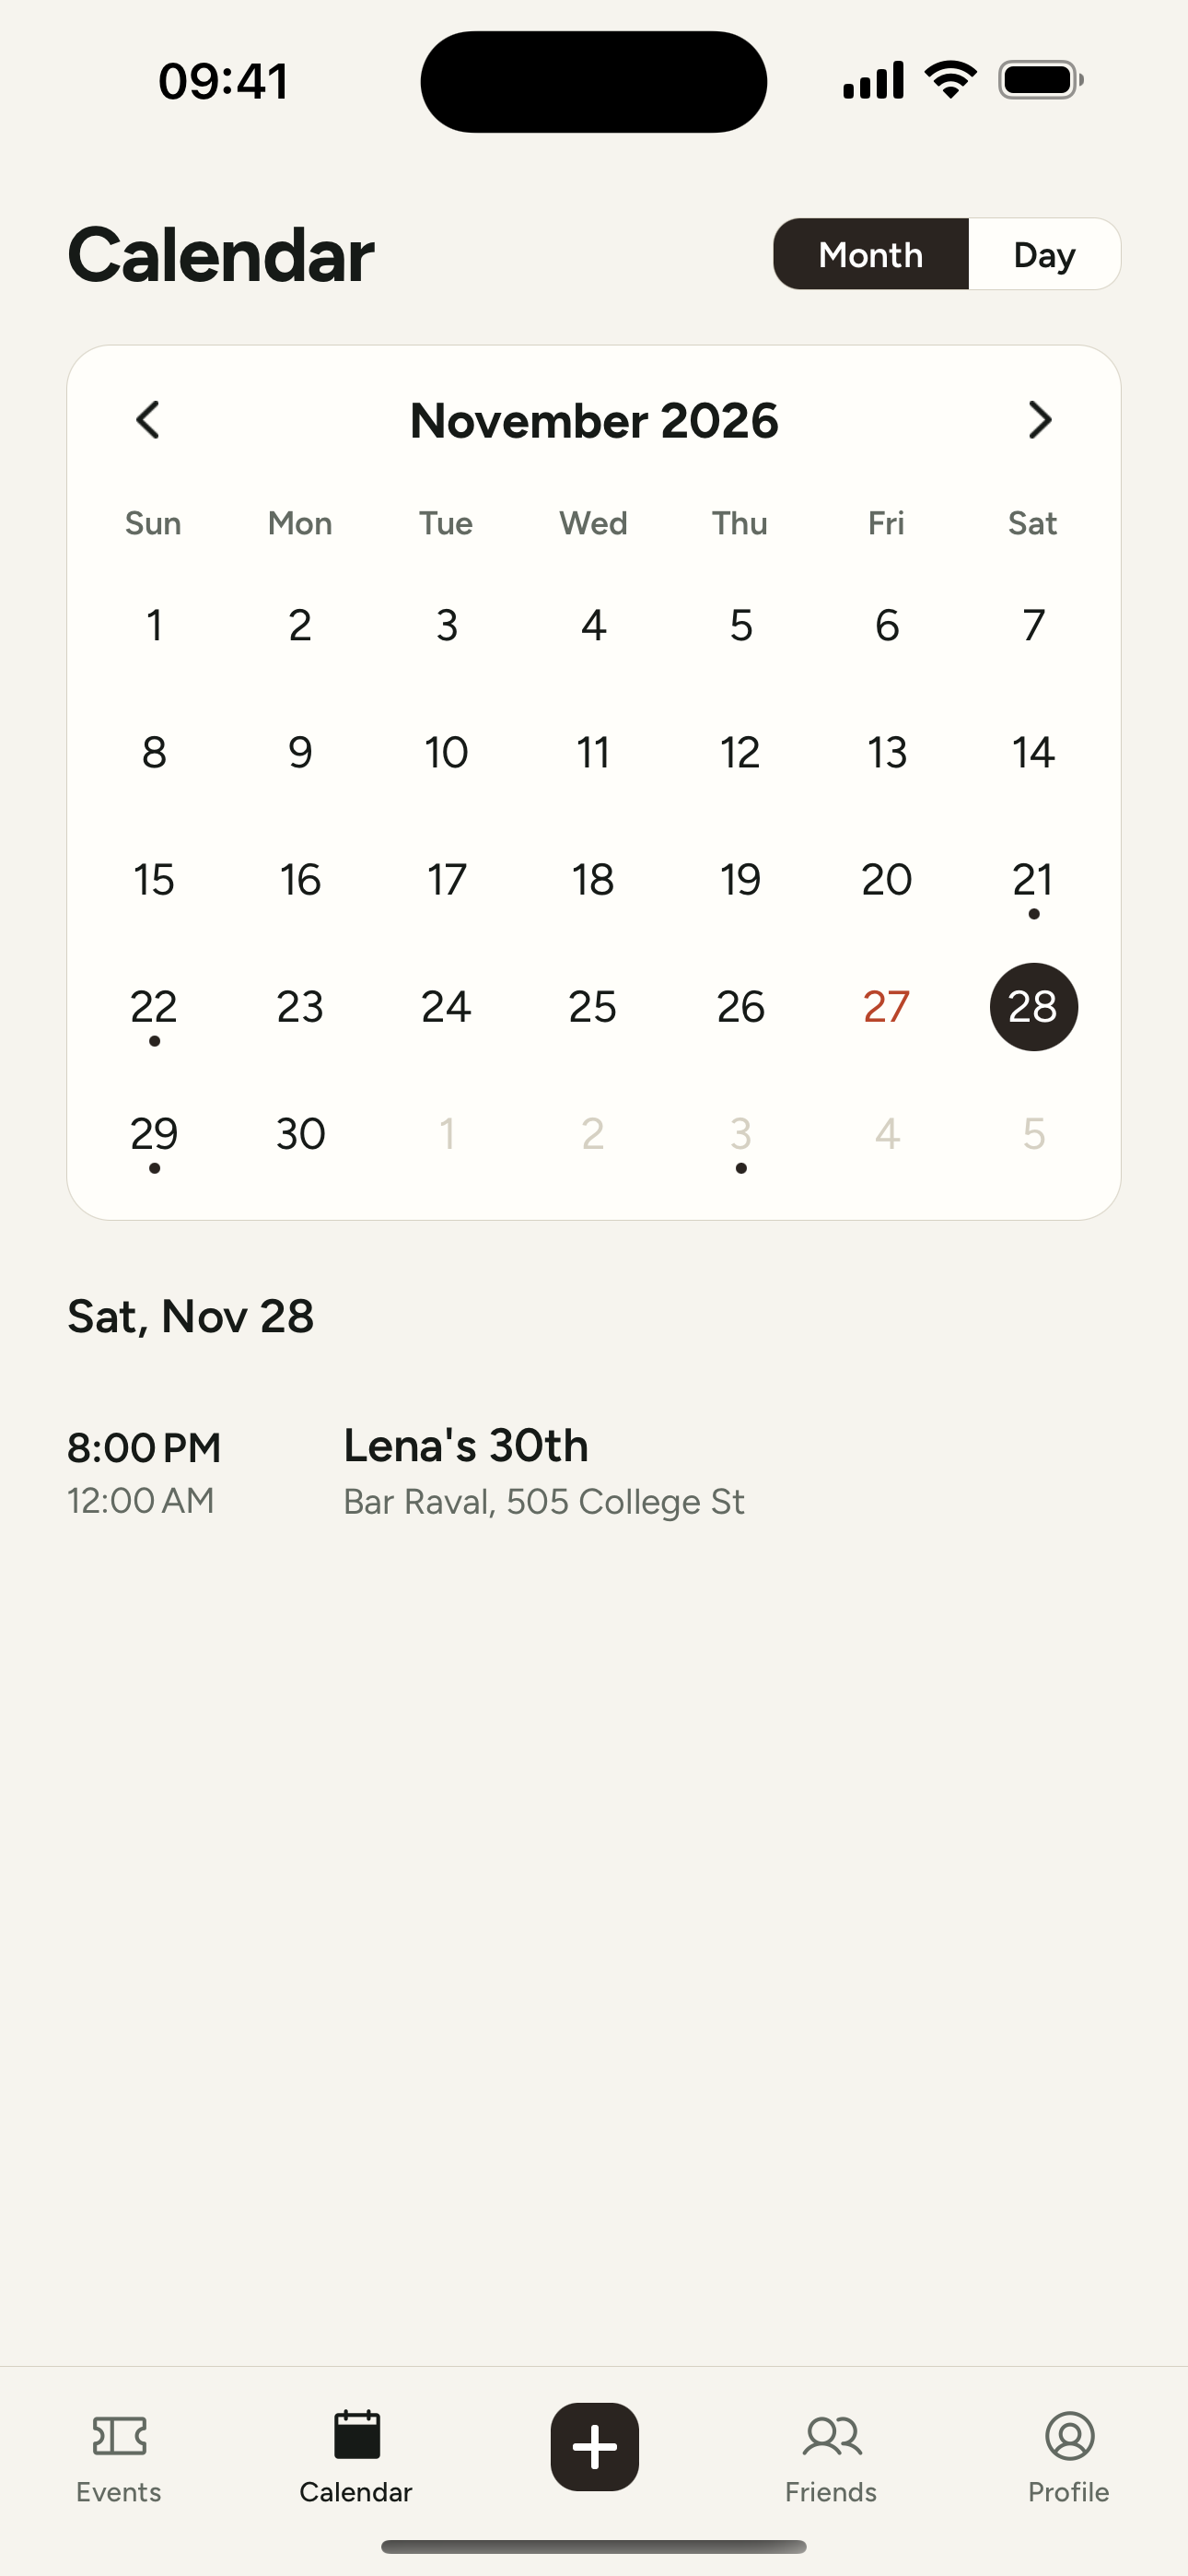 09:41
Calendar
Month Day
November 2026
Sun Mon Tue Wed Thu Fri Sat
1 2 3 4 5 6 7
8 9 10 11 12 13 14
15 16 17 18 19 20 21
22 23 24 25 26 27 28
29 30 1 2 3 4 5
Sat, Nov 28
8:00 PM Lena's 30th
12:00 AM Bar Raval, 505 College St
Events Calendar Friends Profile